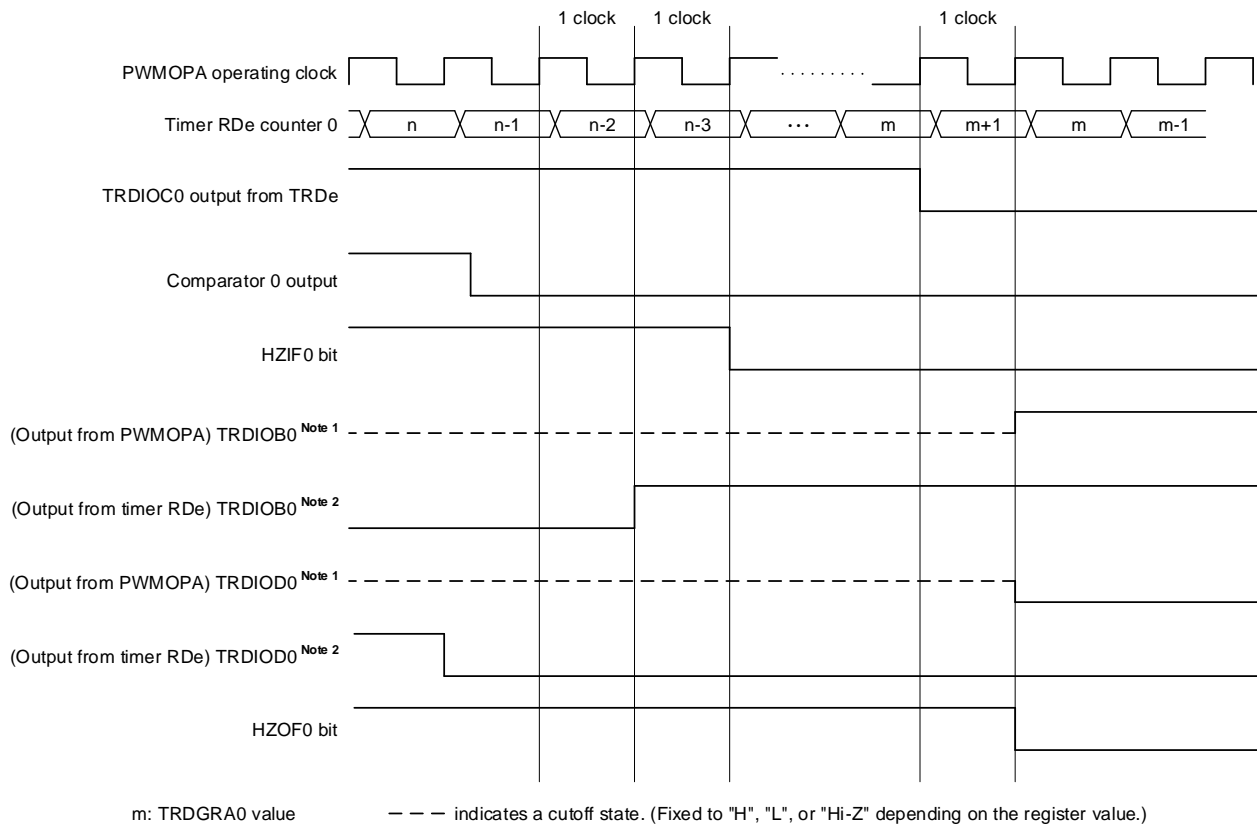 1 clock 1 clock 1 clock
PWMOPA operating clock
Timer RDe counter 0 n n-1 n-2 n-3 ··· m m+1 m m-1
TRDIOC0 output from TRDe
Comparator 0 output
HZIF0 bit
(Output from PWMOPA) TRDIOB0 Note 1
(Output from timer RDe) TRDIOB0 Note 2
(Output from PWMOPA) TRDIOD0 Note 1
(Output from timer RDe) TRDIOD0 Note 2
HZOF0 bit
m: TRDGRA0 value indicates a cutoff state. (Fixed to "H", "L", or "Hi-Z" depending on the register value.)